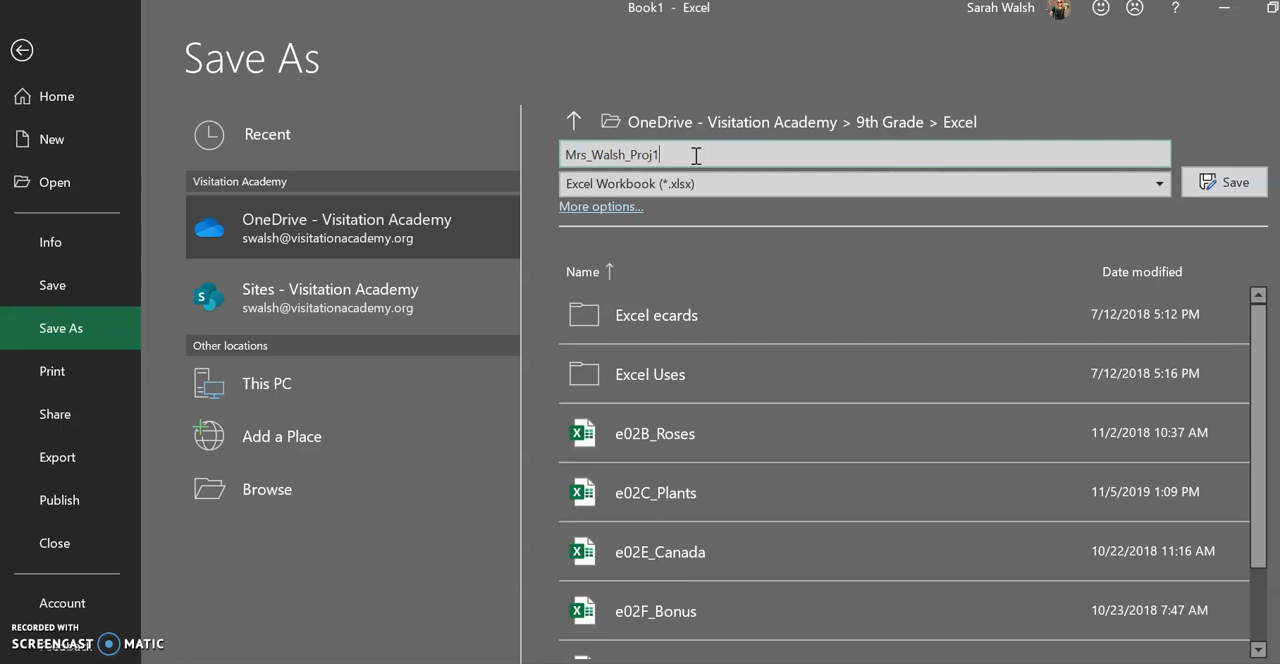 Book1 - Excel
Sarah Walsh
?
Save As
Home
New
Open
Info
Save
Save As
Print
Share
Export
Publish
Close
Account
RECORDED WITH
SCREENCAST MATIC
Recent
Visitation Academy
OneDrive - Visitation Academy
swalsh@visitationacademy.org
S
Sites - Visitation Academy
swalsh@visitationacademy.org
Other locations
This PC
Add a Place
Browse
OneDrive - Visitation Academy > 9th Grade > Excel
Mrs_Walsh_Proj1
Excel Workbook (*.xlsx)
Save
More options...
Name Date modified
Excel ecards 7/12/2018 5:12 PM
Excel Uses 7/12/2018 5:16 PM
e02B_Roses 11/2/2018 10:37 AM
e02C_Plants 11/5/2019 1:09 PM
e02E_Canada 10/22/2018 11:16 AM
e02F_Bonus 10/23/2018 7:47 AM